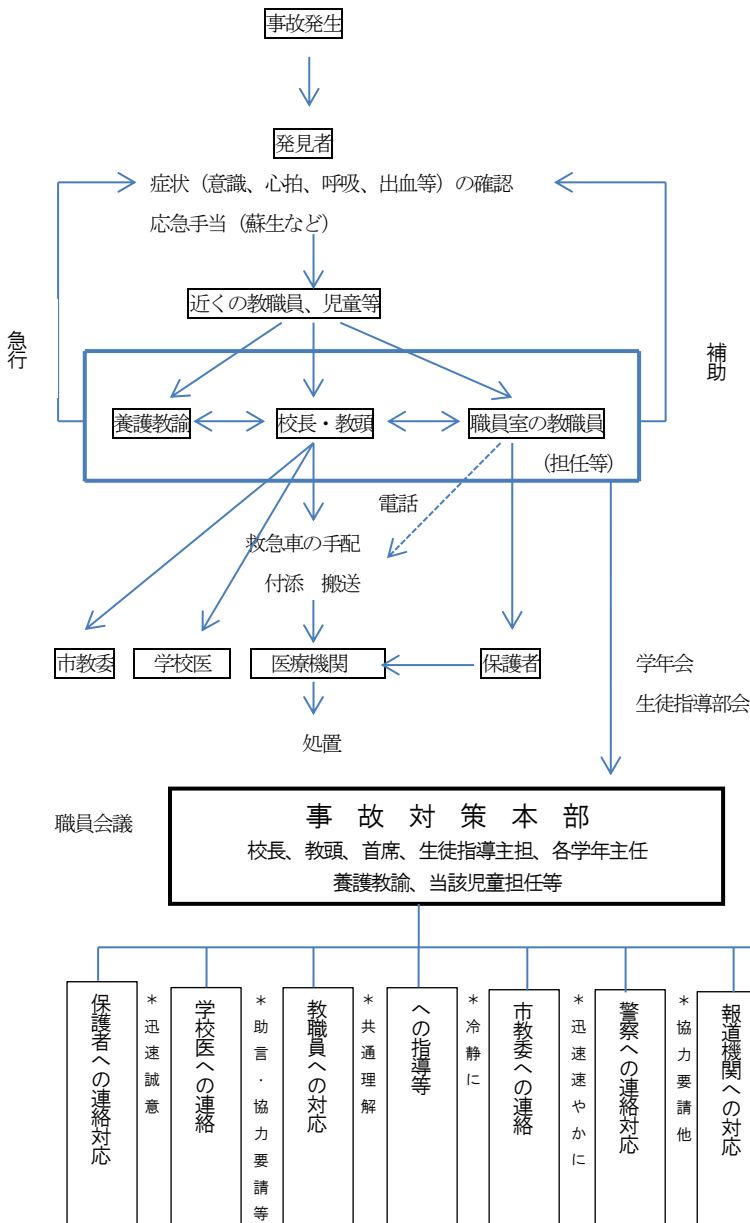 事故発生
発見者
症状（意識、心拍、呼吸、出血等）の確認
応急手当（蘇生など）
近くの教職員、児童等
急行
補助
養護教諭
校長・教頭
職員室の教職員
（担任等）
電話
救急車の手配
付添　搬送
市教委
学校医
医療機関
保護者
学年会
生徒指導部会
処置
職員会議
事　故　対　策　本　部
校長、教頭、首席、生徒指導主担、各学年主任
養護教諭、当該児童担任等
保護者への連絡対応
＊迅速誠意
学校医への連絡
＊助言・協力要請等
教職員への対応
＊共通理解
への指導等
＊冷静に
市教委への連絡
＊迅速速やかに
警察への連絡対応
＊協力要請他
報道機関への対応